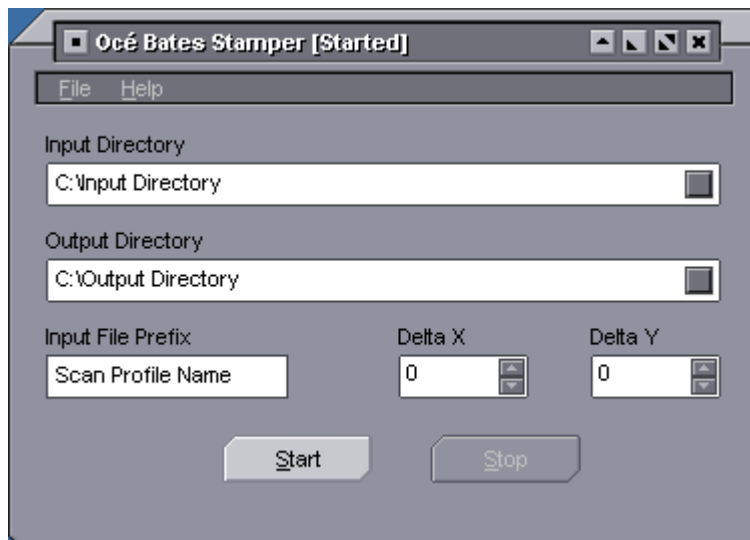 Océ Bates Stamper [Started]
File Help
Input Directory
C:\Input Directory
Output Directory
C:\Output Directory
Input File Prefix Delta X Delta Y
Scan Profile Name 0 0
Start Stop